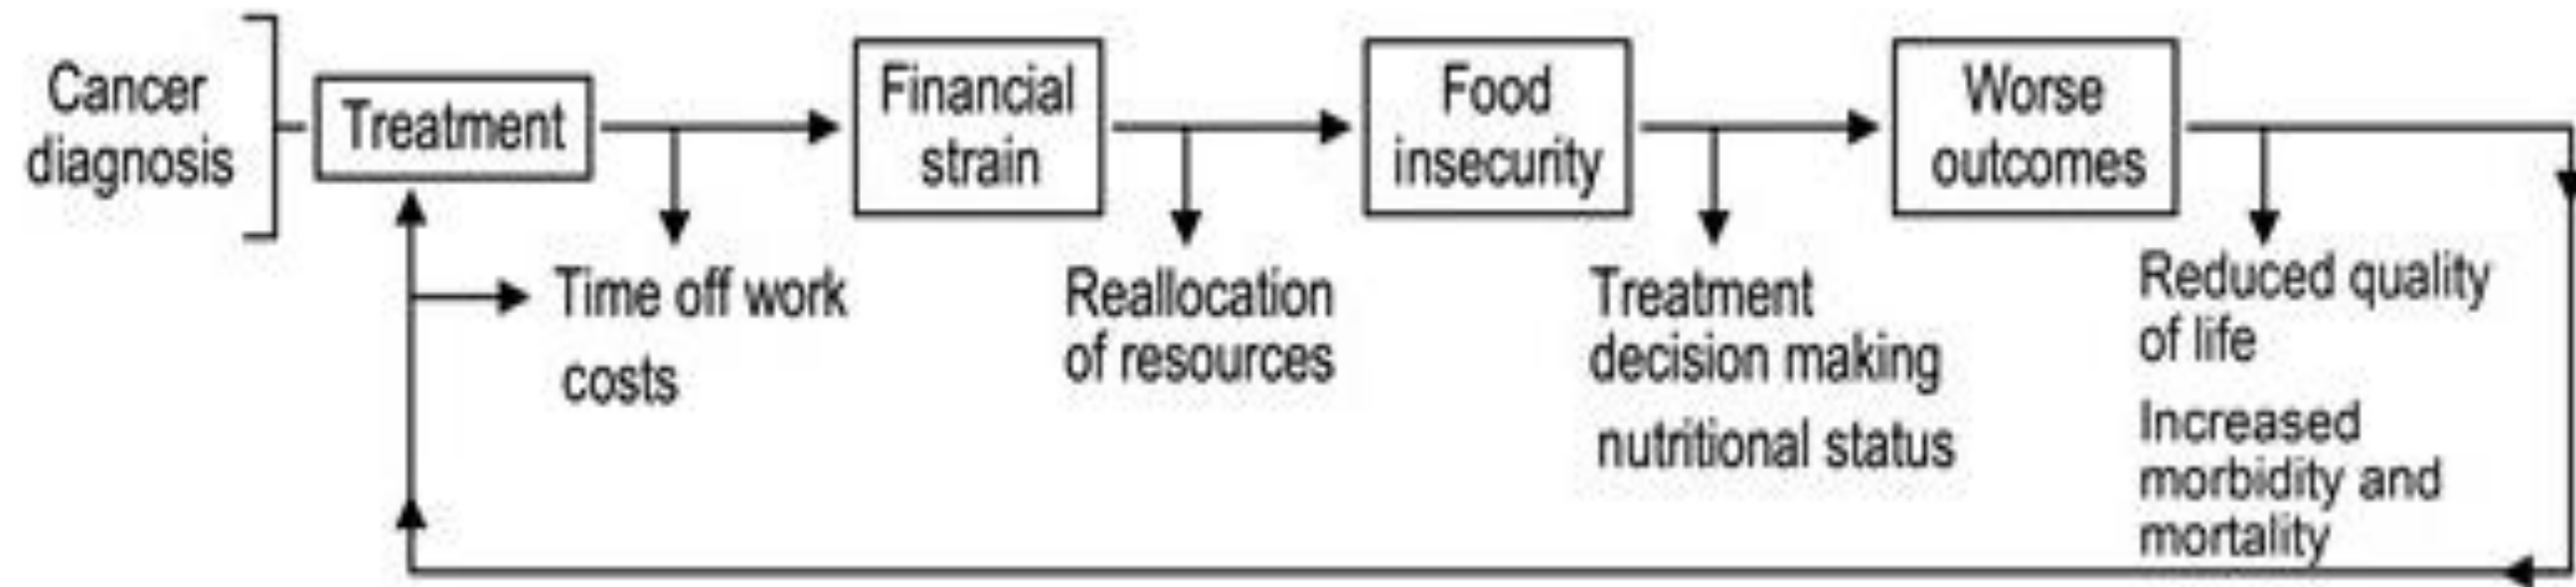 Cancer
diagnosis
Treatment
Financial
strain
Food
insecurity
Worse
outcomes
Time off work
costs
Reallocation
of resources
Treatment
decision making
nutritional status
Reduced quality
of life
Increased
morbidity and
mortality